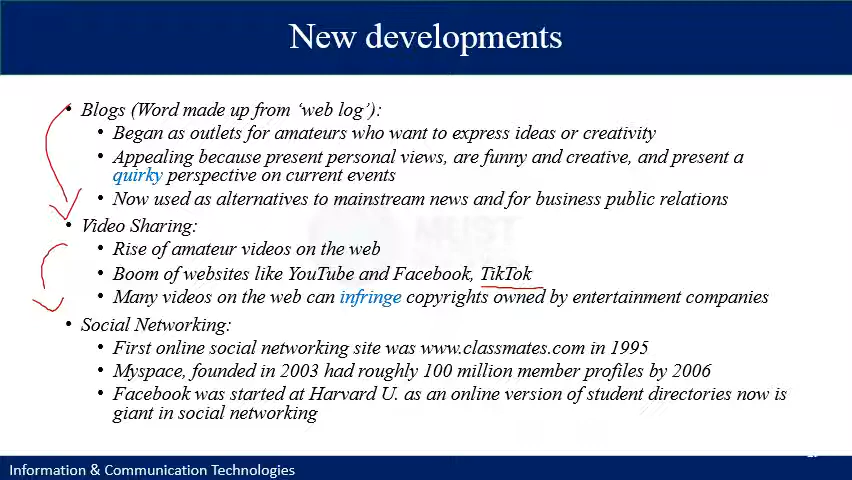 New developments
• Blogs (Word made up from ‘web log’):
• Began as outlets for amateurs who want to express ideas or creativity
• Appealing because present personal views, are funny and creative, and present a
quirky perspective on current events
• Now used as alternatives to mainstream news and for business public relations
• Video Sharing:
• Rise of amateur videos on the web
• Boom of websites like YouTube and Facebook, TikTok
• Many videos on the web can infringe copyrights owned by entertainment companies
• Social Networking:
• First online social networking site was www.classmates.com in 1995
• Myspace, founded in 2003 had roughly 100 million member profiles by 2006
• Facebook was started at Harvard U. as an online version of student directories now is
giant in social networking
Information & Communication Technologies